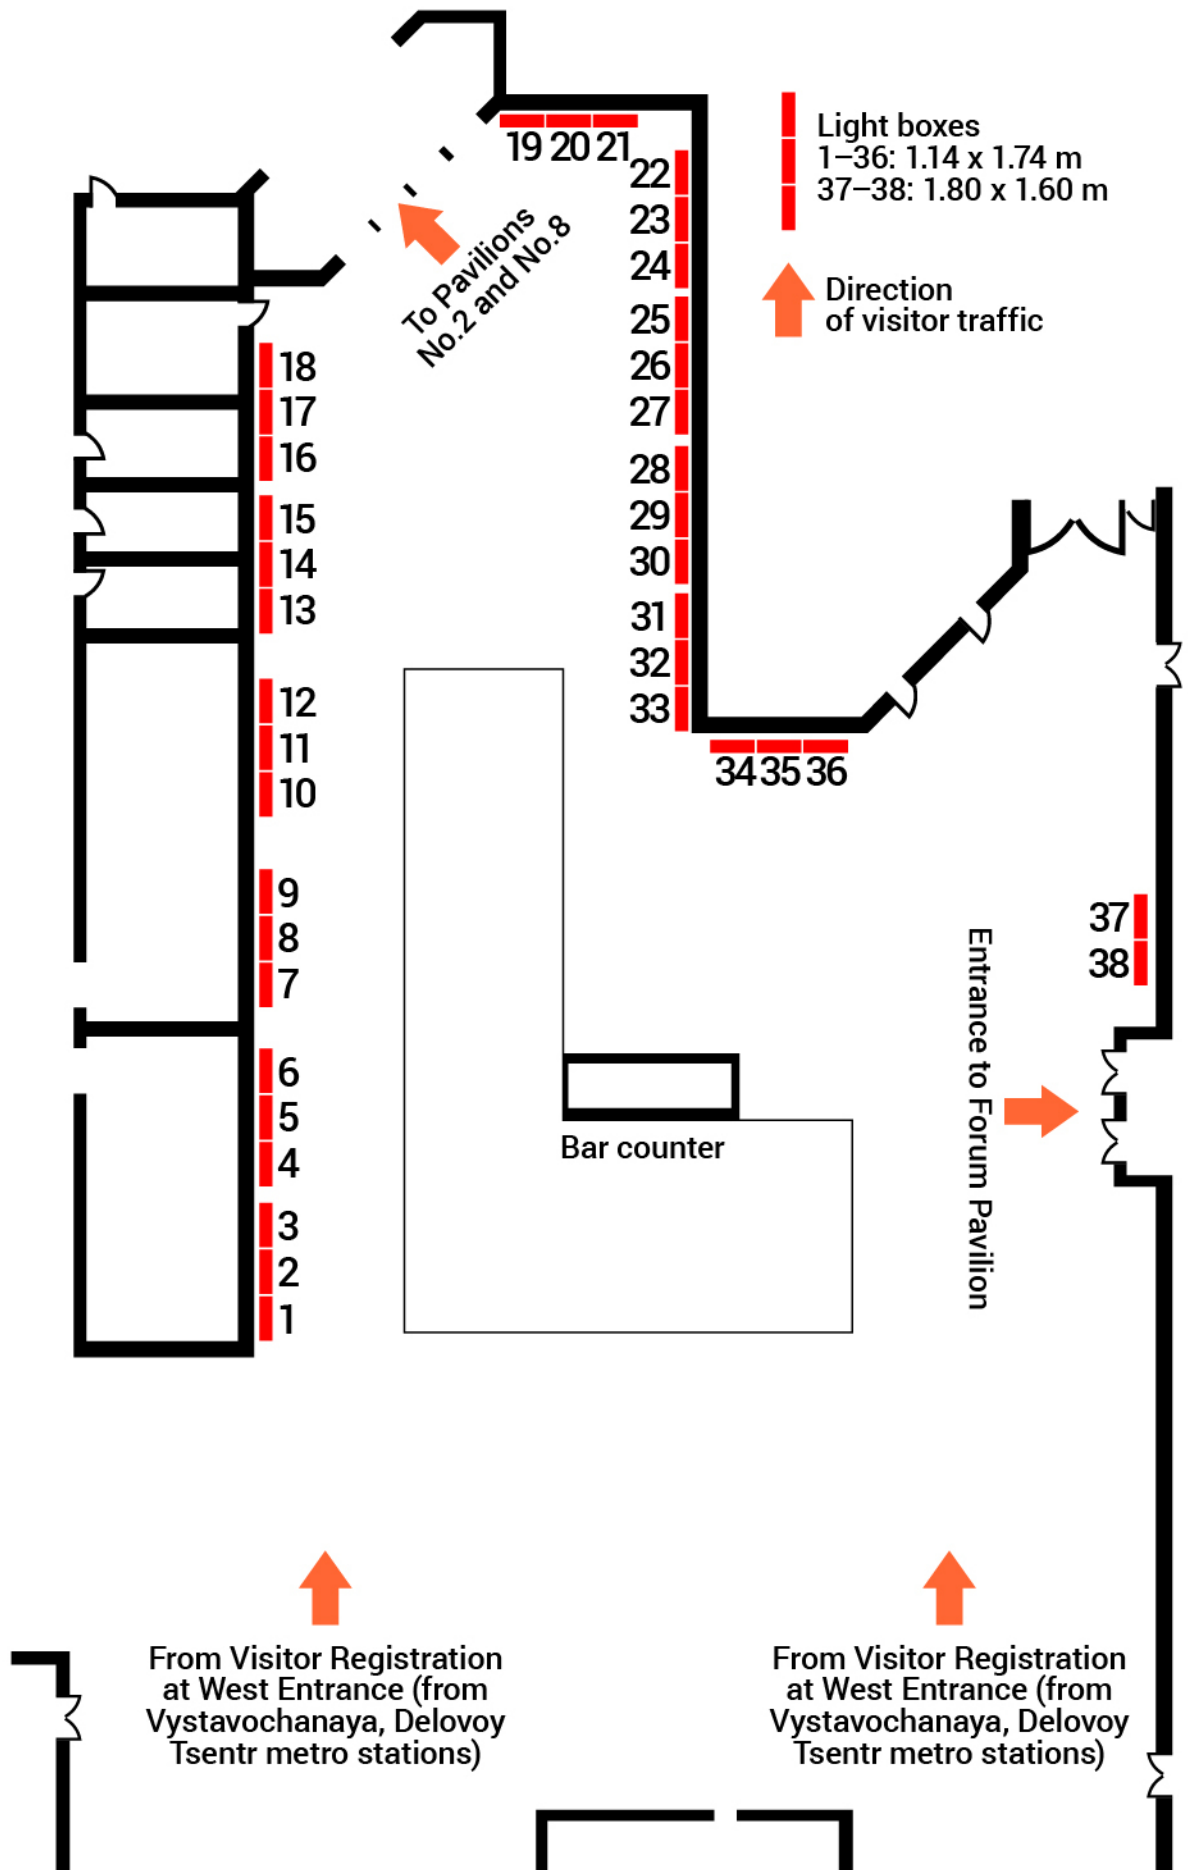 19 20 21
Light boxes
1–36: 1.14 x 1.74 m
37–38: 1.80 x 1.60 m
22
23
24
25
26
27
28
29
30
31
32
33
To Pavilions
No.2 and No.8
Direction
of visitor traffic
18
17
16
15
14
13
12
11
10
9
8
7
6
5
4
3
2
1
34 35 36
37
38
Entrance to Forum Pavilion
Bar counter
From Visitor Registration
at West Entrance (from
Vystavochanaya, Delovoy
Tsentr metro stations)
From Visitor Registration
at West Entrance (from
Vystavochanaya, Delovoy
Tsentr metro stations)